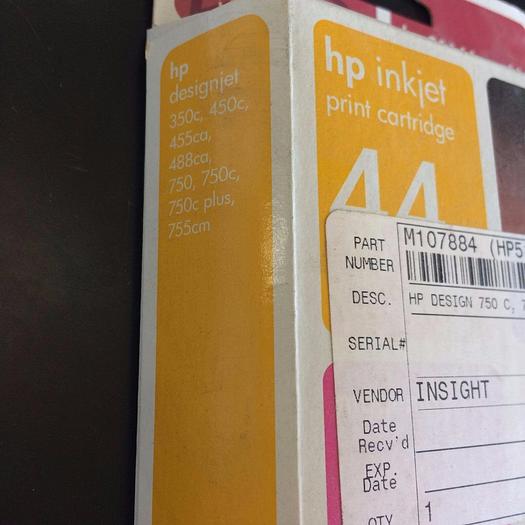 hp
designjet
350c, 450c,
455ca,
488ca,
750, 750c,
750c plus,
755cm
hp inkjet
print cartridge
44
PART NUMBER M107884 (HP5
DESC. HP DESIGN 750 C, 7
SERIAL#
VENDOR INSIGHT
Date
Recv'd
EXP.
Date
QTY 1